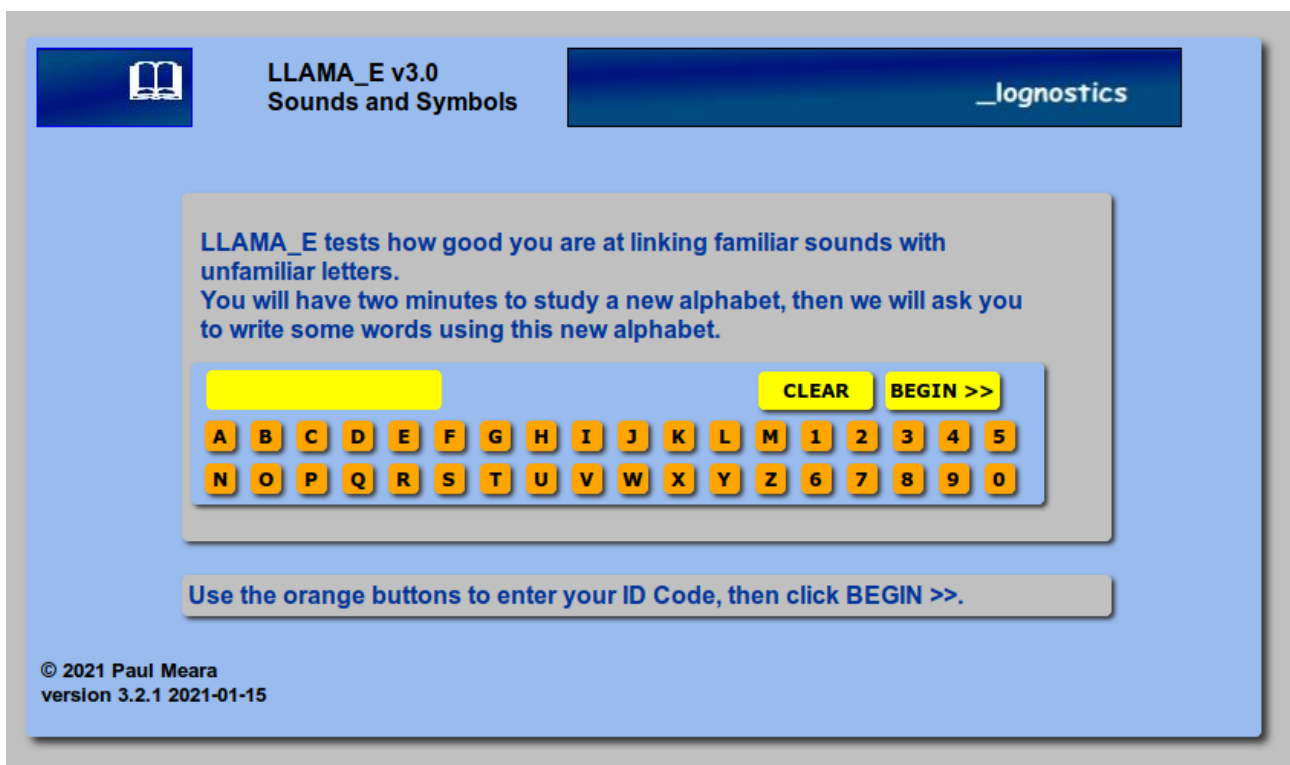 LLAMA_E v3.0
Sounds and Symbols
_lognostics
LLAMA_E tests how good you are at linking familiar sounds with
unfamiliar letters.
You will have two minutes to study a new alphabet, then we will ask you
to write some words using this new alphabet.
CLEAR BEGIN >>
A B C D E F G H I J K L M 1 2 3 4 5
N O P Q R S T U V W X Y Z 6 7 8 9 0
Use the orange buttons to enter your ID Code, then click BEGIN >>.
© 2021 Paul Meara
version 3.2.1 2021-01-15